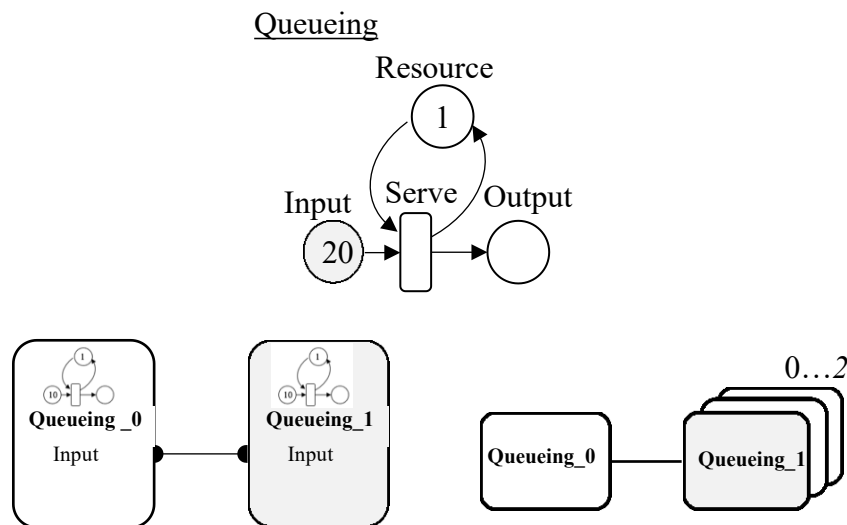 Queueing
Resource
1
Serve
Input
Output
20
1
10
Queueing _0
Input
1
10
Queueing_1
Input
0...2
Queueing_0
Queueing_1